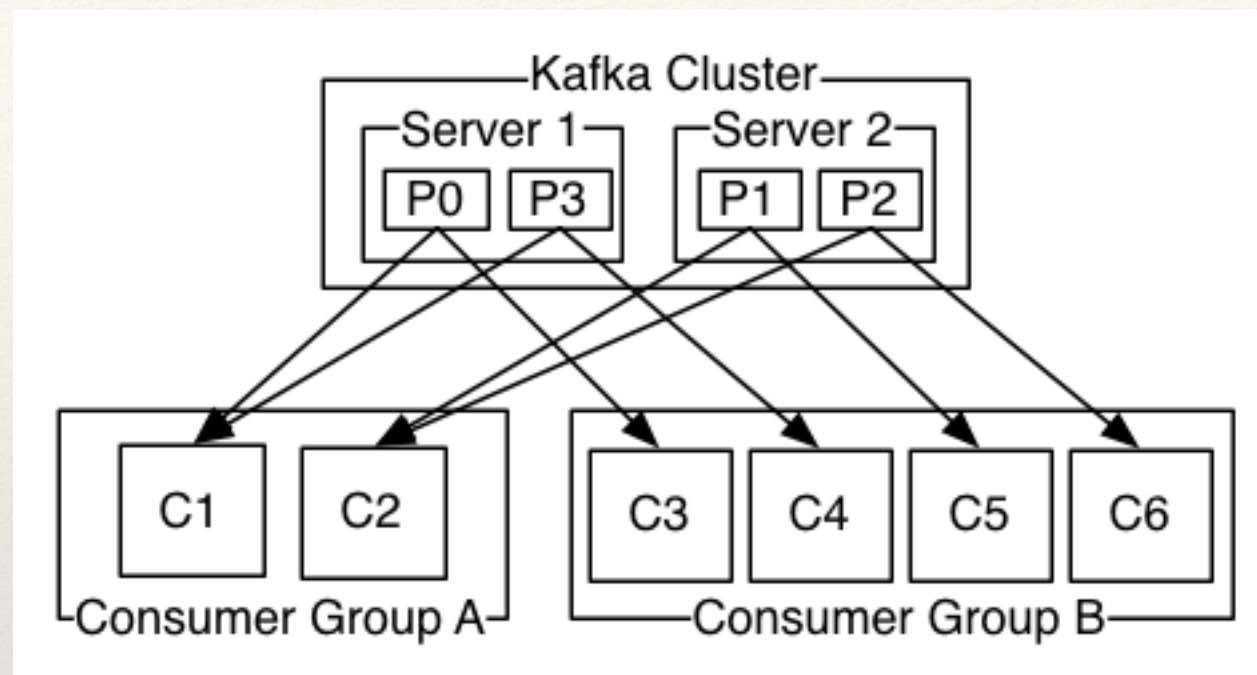 Kafka Cluster
Server 1 Server 2
P0 P3 P1 P2
C1 C2 C3 C4 C5 C6
Consumer Group A Consumer Group B